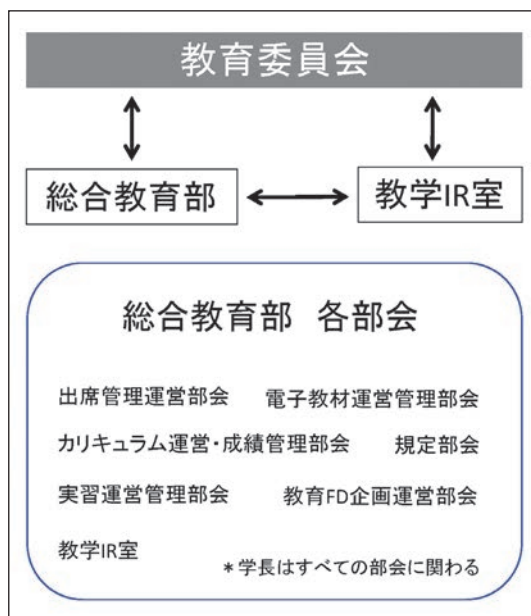 教育委員会
総合教育部 教学IR室
総合教育部 各部会
出席管理運営部会 電子教材運営管理部会
カリキュラム運営・成績管理部会 規定部会
実習運営管理部会 教育FD企画運営部会
教学IR室 *学長はすべての部会に関わる